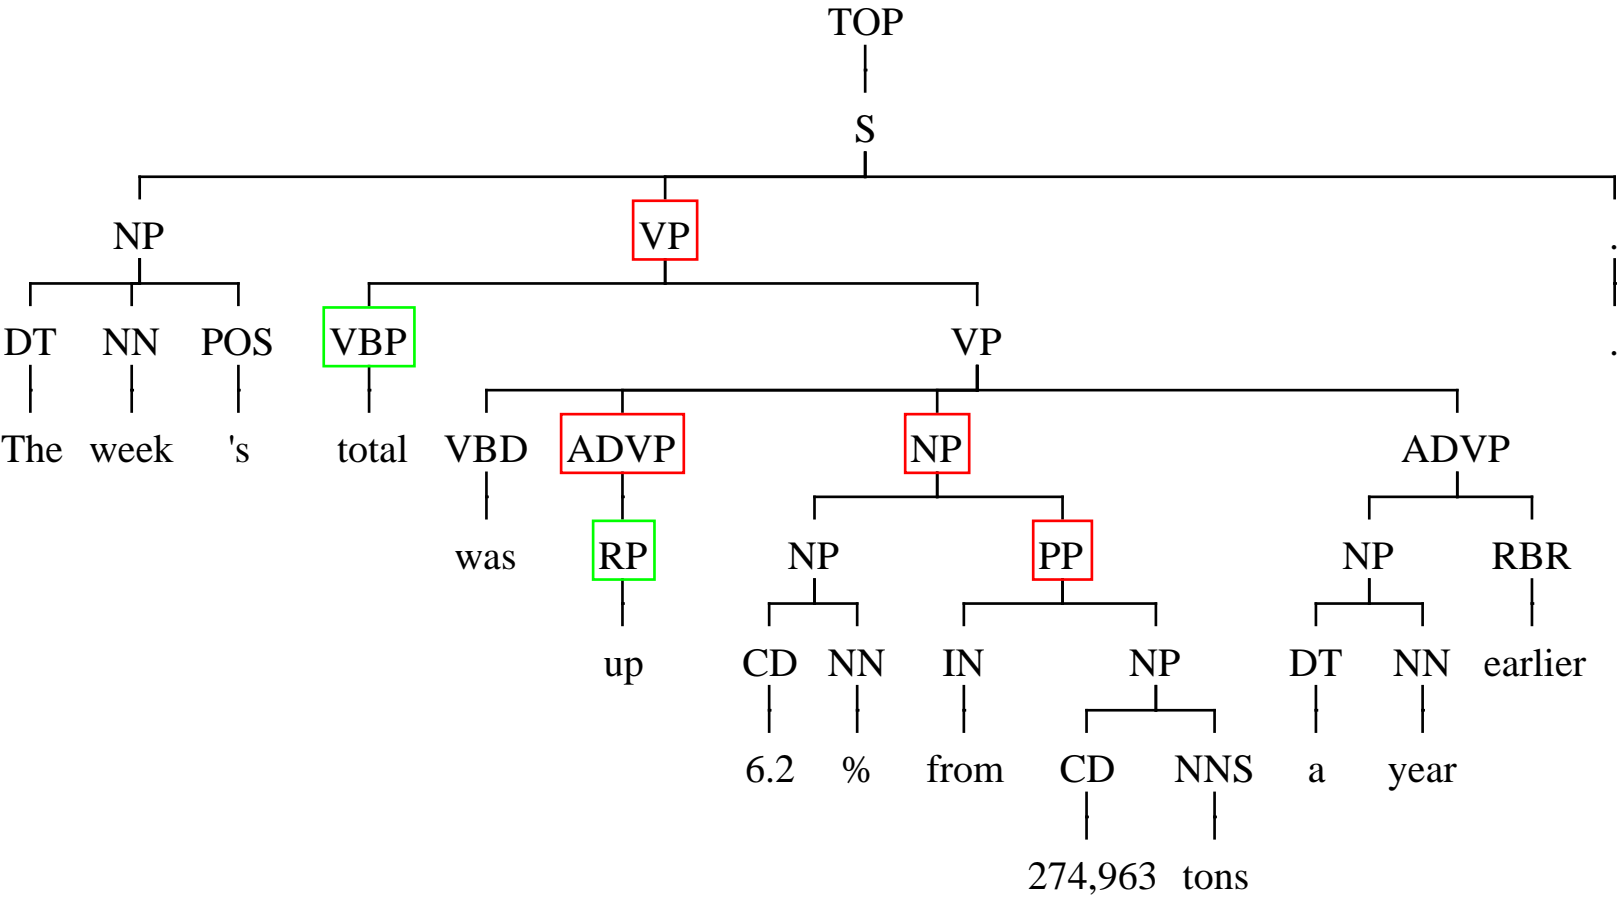 TOP
S
NP VP .
DT NN POS VBP VP .
The week 's total VBD ADVP NP ADVP
was RP NP PP NP RBR
up CD NN IN NP DT NN earlier
6.2 % from CD NNS a year
274,963 tons